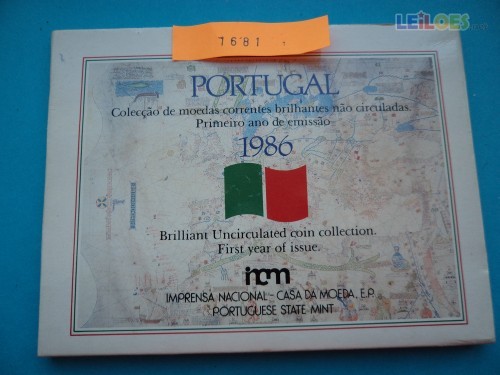 LEiLOES.net
1681
PORTUGAL
Colecção de moedas correntes brilhantes não circuladas.
Primeiro ano de emissão
1986
Brilliant Uncirculated coin collection.
First year of issue.
incm
IMPRENSA NACIONAL - CASA DA MOEDA, E.P.
PORTUGUESE STATE MINT